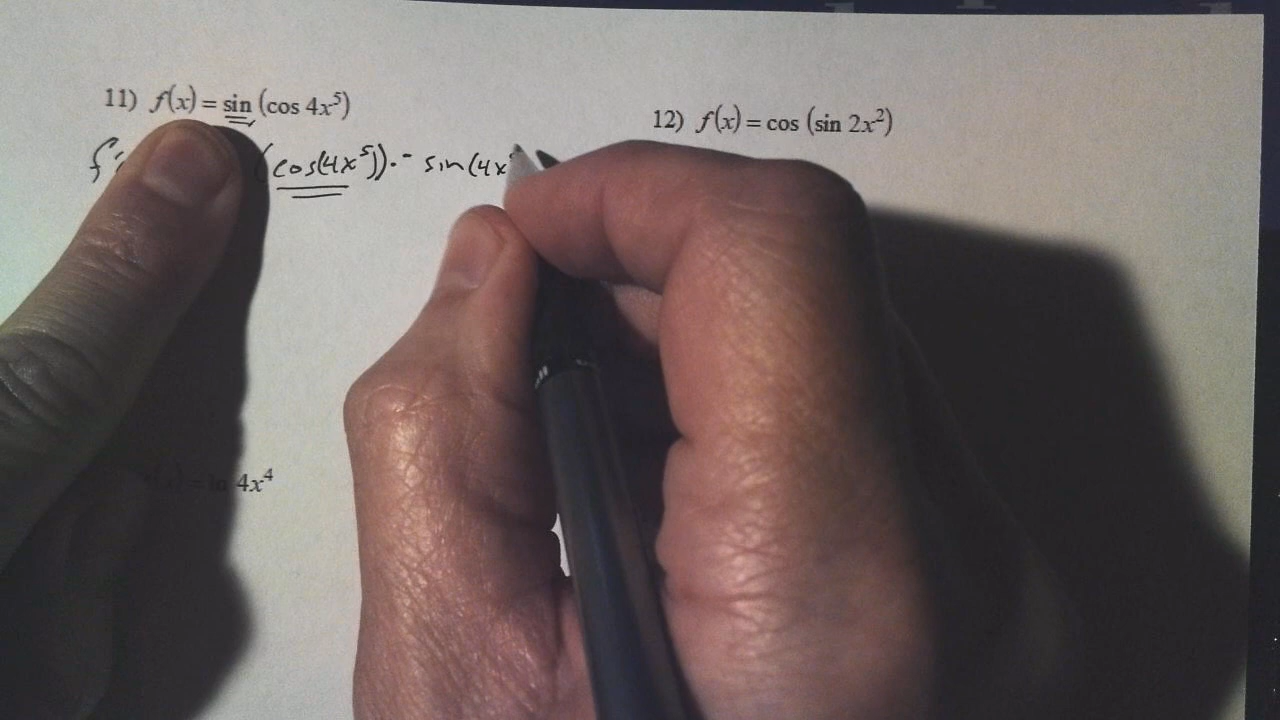 11) f(x) = sin (cos 4x⁵)
12) f(x) = cos (sin 2x²)
f' (cos(4x⁵)) · - sin(4x
4x⁴